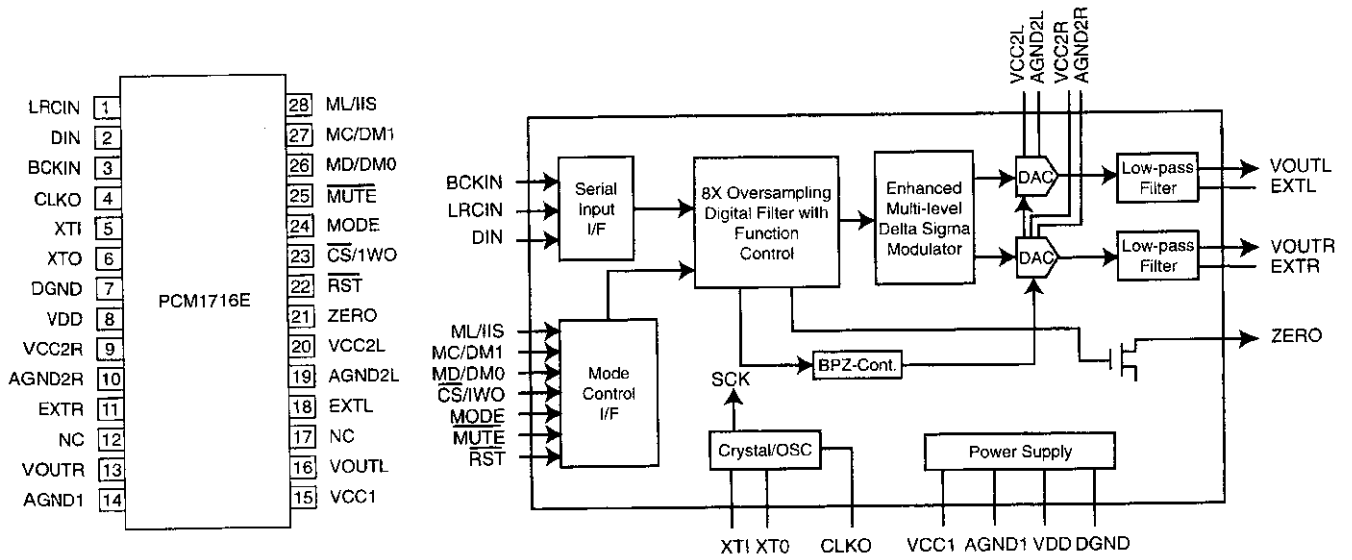 LRCIN 1
DIN 2
BCKIN 3
CLKO 4
XTI 5
XTO 6
DGND 7
VDD 8
VCC2R 9
AGND2R 10
EXTR 11
NC 12
VOUTR 13
AGND1 14
PCM1716E
28 ML/IIS
27 MC/DM1
26 MD/DM0
25 MUTE
24 MODE
23 CS/1WO
22 RST
21 ZERO
20 VCC2L
19 AGND2L
18 EXTL
17 NC
16 VOUTL
15 VCC1
VCC2L
AGND2L
VCC2R
AGND2R
BCKIN
LRCIN
DIN
Serial
Input
I/F
8X Oversampling
Digital Filter with
Function
Control
Enhanced
Multi-level
Delta Sigma
Modulator
DAC
DAC
Low-pass
Filter
Low-pass
Filter
VOUTL
EXTL
VOUTR
EXTR
ZERO
ML/IIS
MC/DM1
MD/DM0
CS/IWO
MODE
MUTE
RST
Mode
Control
I/F
BPZ-Cont.
SCK
Crystal/OSC
Power Supply
XTI XT0 CLKO VCC1 AGND1 VDD DGND